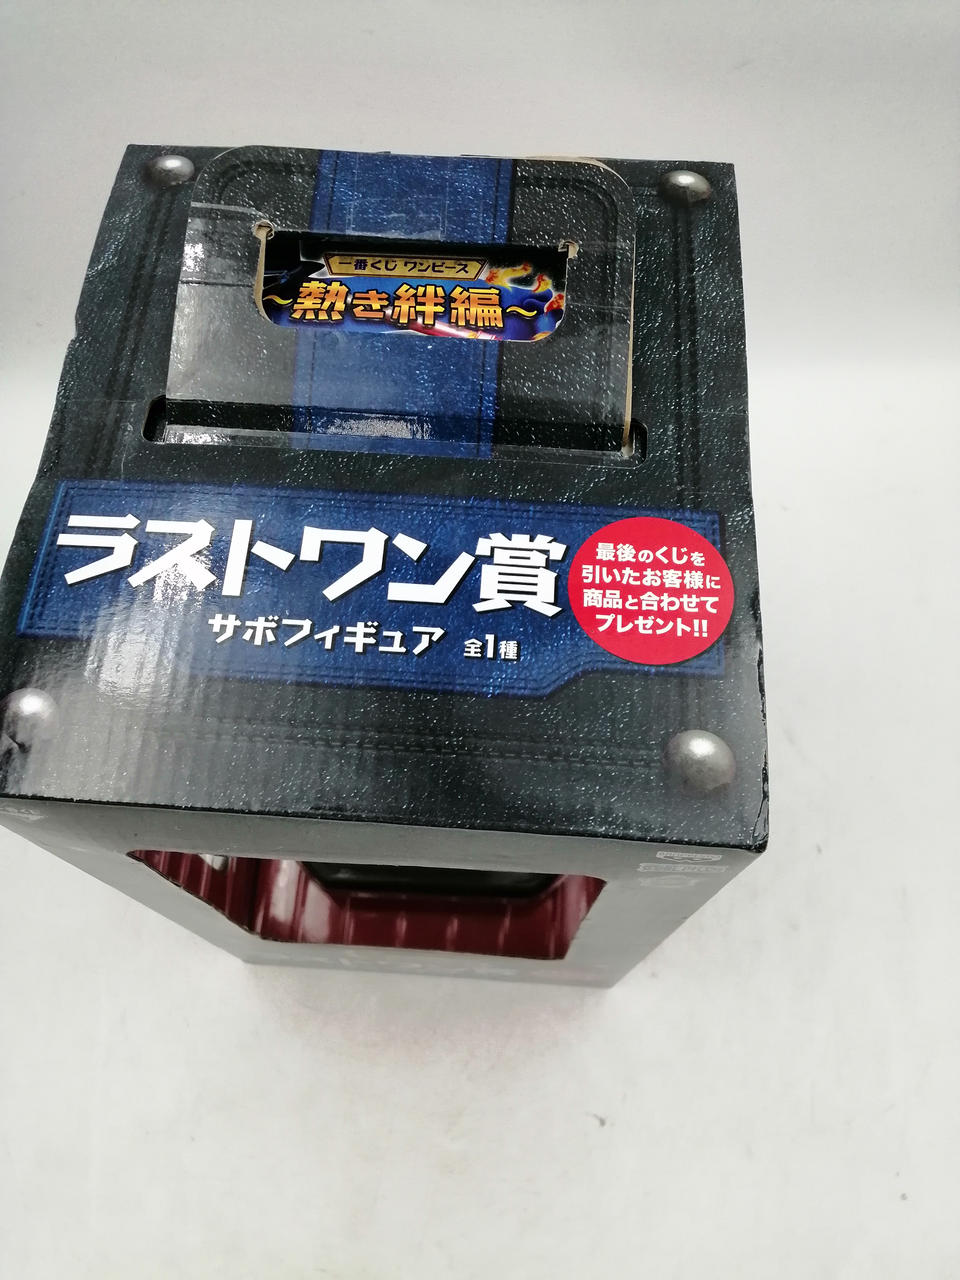 一番くじ ワンピース
～熱き絆編～
ラストワン賞
サボフィギュア 全1種
最後のくじを
引いたお客様に
商品と合わせて
プレゼント!!